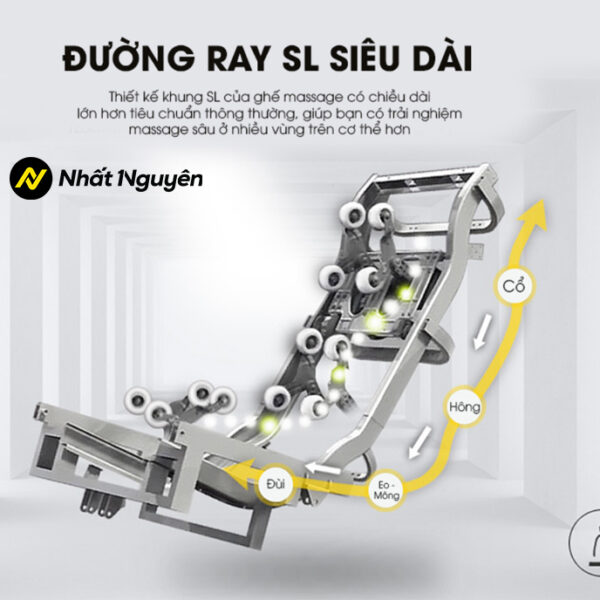 ĐƯỜNG RAY SL SIÊU DÀI
Thiết kế khung SL của ghế massage có chiều dài
lớn hơn tiêu chuẩn thông thường, giúp bạn có trải nghiệm
massage sâu ở nhiều vùng trên cơ thể hơn
Nhất Nguyên
Cổ
Hông
Eo -
Mông
Đùi